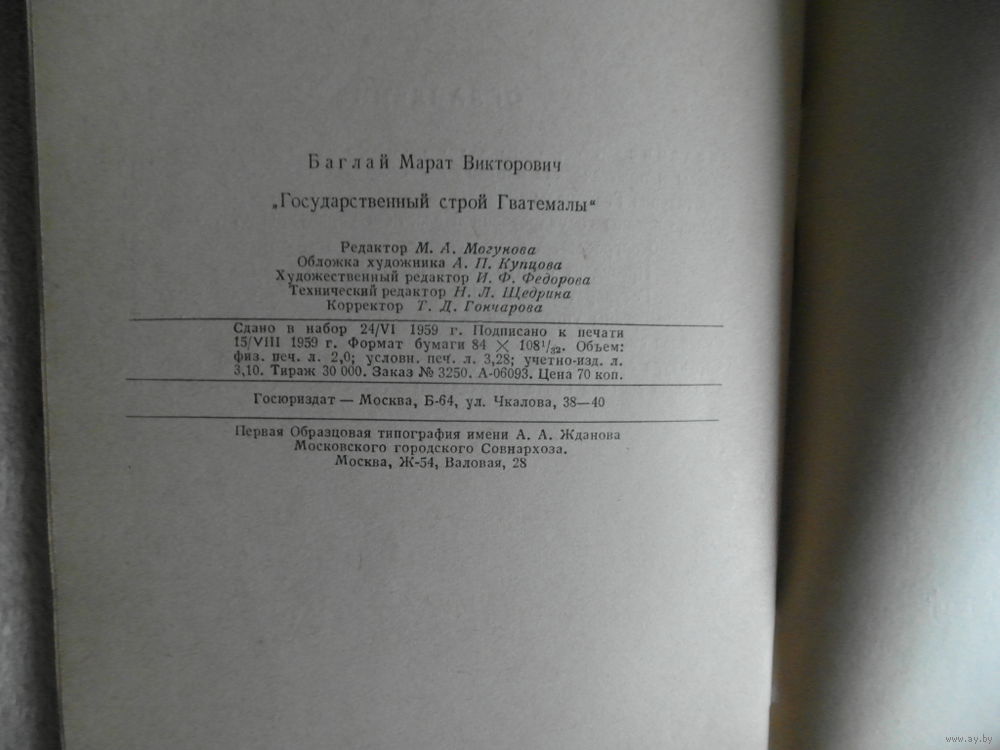 Баглай Марат Викторович
„Государственный строй Гватемалы“
Редактор М. А. Могунова
Обложка художника А. П. Купцова
Художественный редактор И. Ф. Федорова
Технический редактор Н. Л. Щедрина
Корректор Т. Д. Гончарова
Сдано в набор 24/VI 1959 г. Подписано к печати
15/VIII 1959 г. Формат бумаги 84 × 108¹/₃₂. Объем:
физ. печ. л. 2,0; условн. печ. л. 3,28; учетно-изд. л.
3,10. Тираж 30 000. Заказ № 3250. А-06093. Цена 70 коп.
Госюриздат — Москва, Б-64, ул. Чкалова, 38—40
Первая Образцовая типография имени А. А. Жданова
Московского городского Совнархоза.
Москва, Ж-54, Валовая, 28
www.ay.by